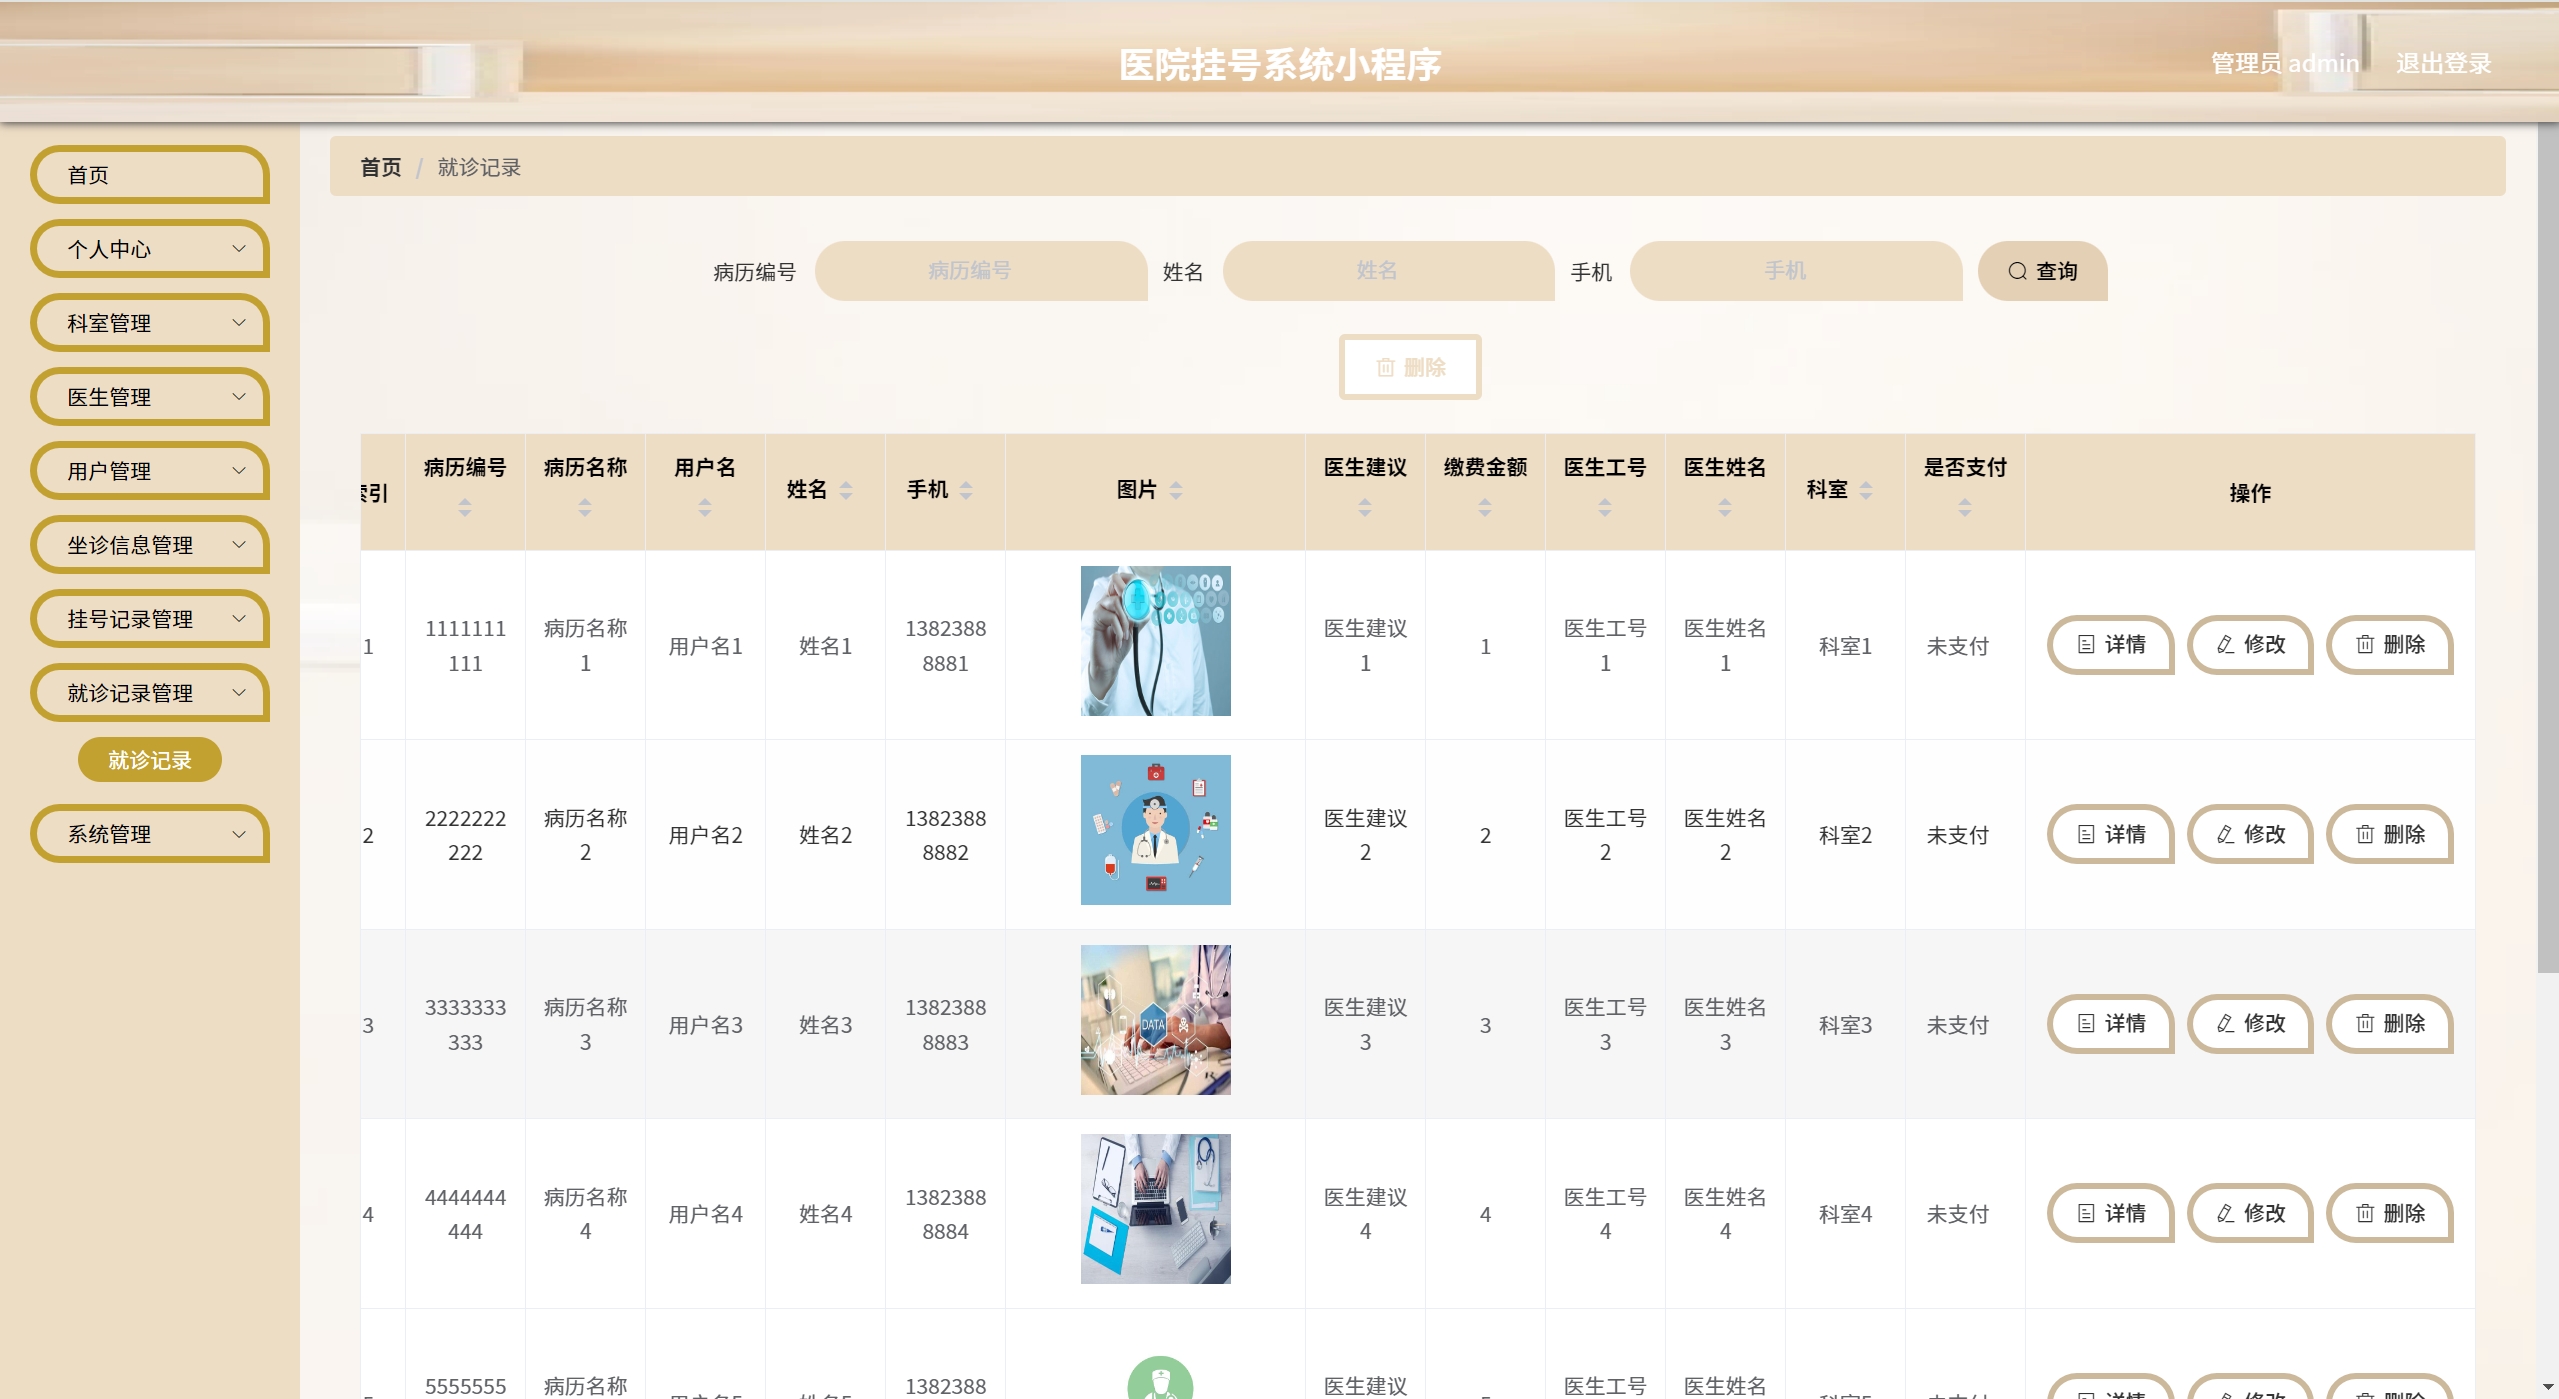 医院挂号系统小程序
管理员 admin
退出登录
首页
个人中心
科室管理
医生管理
用户管理
坐诊信息管理
挂号记录管理
就诊记录管理
就诊记录
系统管理
首页 / 就诊记录
病历编号 病历编号 姓名 姓名 手机 手机 查询
删除
引 病历编号 病历名称 用户名 姓名 手机 图片 医生建议 缴费金额 医生工号 医生姓名 科室 是否支付 操作
1 1111111 病历名称 用户名1 姓名1 1382388 医生建议 1 医生工号 医生姓名 科室1 未支付 详情 修改 删除
111 1 8881 1 1 1
2 2222222 病历名称 用户名2 姓名2 1382388 医生建议 2 医生工号 医生姓名 科室2 未支付 详情 修改 删除
222 2 8882 2 2 2
3 3333333 病历名称 用户名3 姓名3 1382388 DATA 医生建议 3 医生工号 医生姓名 科室3 未支付 详情 修改 删除
333 3 8883 3 3 3
4 4444444 病历名称 用户名4 姓名4 1382388 医生建议 4 医生工号 医生姓名 科室4 未支付 详情 修改 删除
444 4 8884 4 4 4
5555555 病历名称 1382388 医生建议 医生工号 医生姓名